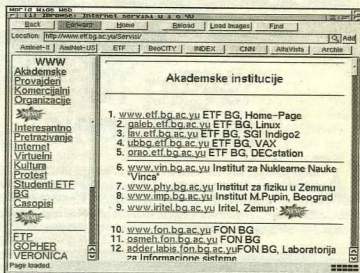 World Wide Web
Internet Servisi u
Back Forward Home Reload Load Images Find
Location: http://www.etf.bg.ac.yu/Servisi/ Add
Aminet-II AmiNet-US ETF BeoCITY INDEX CNN AltaVista Archie
WWW
Akademske
Provajderi
Komercijalni
Organizacije
Interesantno
Pretrazivanje
Internet
Virtuelni
Kultura
Protest
Studenti ETF
BG
Casopisi
FTP
GOPHER
VERONICA
Akademske institucije
1. www.etf.bg.ac.yu ETF BG, Home-Page
2. galeb.etf.bg.ac.yu ETF BG, Linux
3. lav.etf.bg.ac.yu ETF BG, SGI Indigo2
4. ubbg.etf.bg.ac.yu ETF BG, VAX
5. orao.etf.bg.ac.yu ETF BG, DECstation
6. www.vin.bg.ac.yu Institut za Nuklearne Nauke
"Vinca"
7. www.phy.bg.ac.yu Institut za fiziku u Zemunu
8. www.imp.bg.ac.yu Institut M.Pupin, Beograd
9. www.iritel.bg.ac.yu Iritel, Zemun
10. www.fon.bg.ac.yu FON BG
11. osmeh.fon.bg.ac.yu FON BG
12. adder.labis.fon.bg.ac.yuFON BG, Laboratorija
za Informacione sisteme
Page loaded.